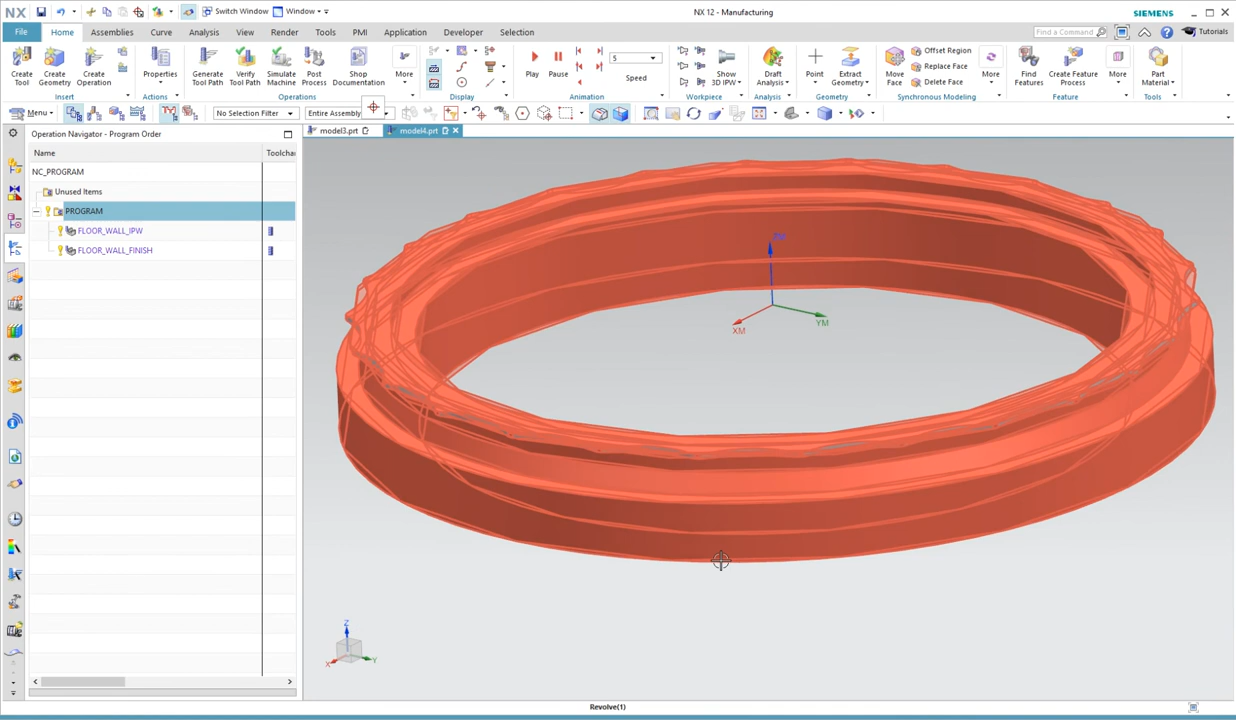 NX
Switch Window
Window
NX 12 - Manufacturing
SIEMENS
File
Home
Assemblies
Curve
Analysis
View
Render
Tools
PMI
Application
Developer
Selection
Find a Command
Tutorials
Create Tool
Create Geometry
Create Operation
Properties
Generate Tool Path
Verify Tool Path
Simulate Machine
Post Process
Shop Documentation
More
Play
Pause
5
Speed
Show 3D IPW
Draft Analysis
Point
Extract Geometry
Move Face
Offset Region
Replace Face
Delete Face
More
Find Features
Create Feature Process
More
Part Material
Insert
Actions
Operations
Display
Animation
Workpiece
Analysis
Geometry
Synchronous Modeling
Feature
Tools
Menu
No Selection Filter
Entire Assembly
Operation Navigator - Program Order
model3.prt
model4.prt
Name
Toolchan
NC_PROGRAM
Unused Items
PROGRAM
FLOOR_WALL_IPW
FLOOR_WALL_FINISH
XM
YM
Z
X
Y
Revolve(1)